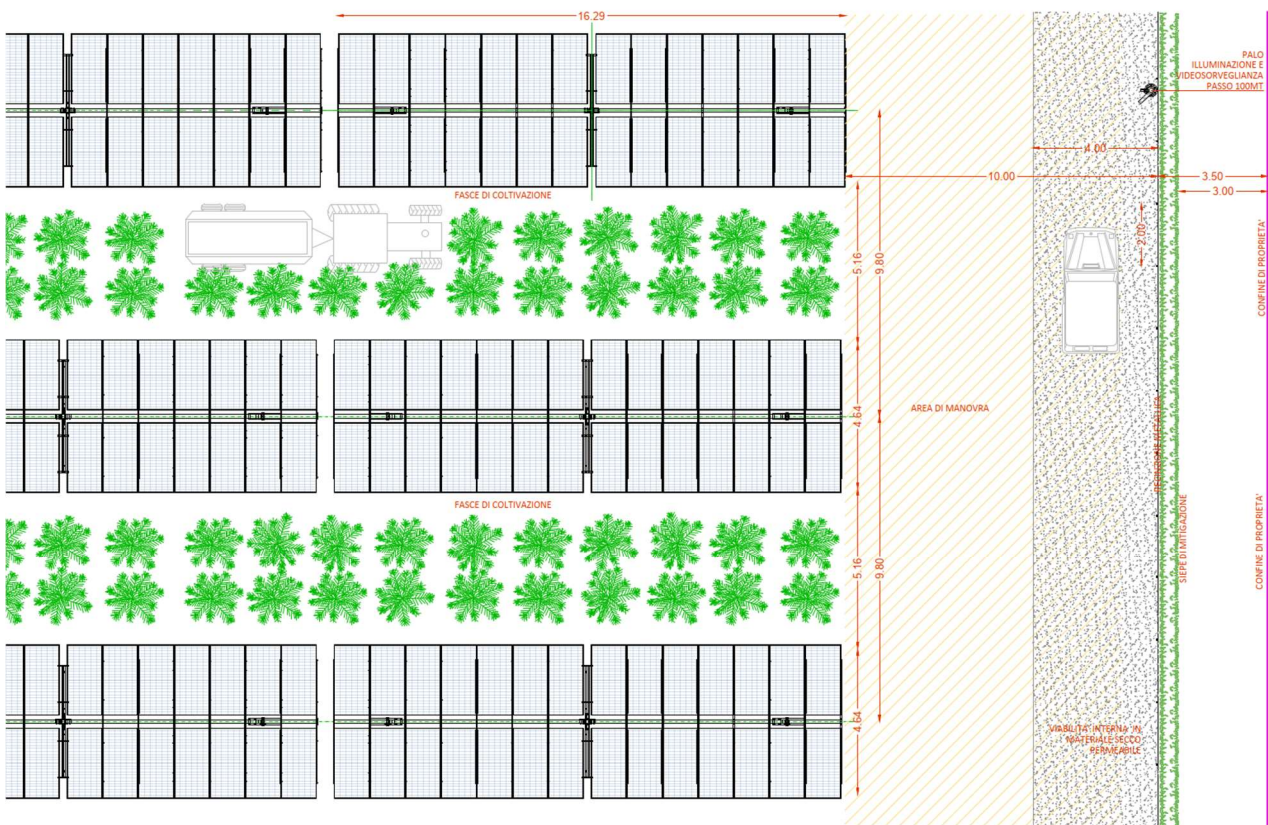 16.29
PALO
ILLUMINAZIONE E
VIDEOSORVEGLIANZA
PASSO 100MT
4.00
10.00
3.50
3.00
FASCE DI COLTIVAZIONE
2.00
5.16
9.80
CONFINE DI PROPRIETA'
4.64
AREA DI MANOVRA
FASCE DI COLTIVAZIONE
SIEPE DI MITIGAZIONE
CONFINE DI PROPRIETA'
5.16
9.80
4.64
VIABILITA' INTERNA IN
MATERIALE SECCO
PERMEABILE